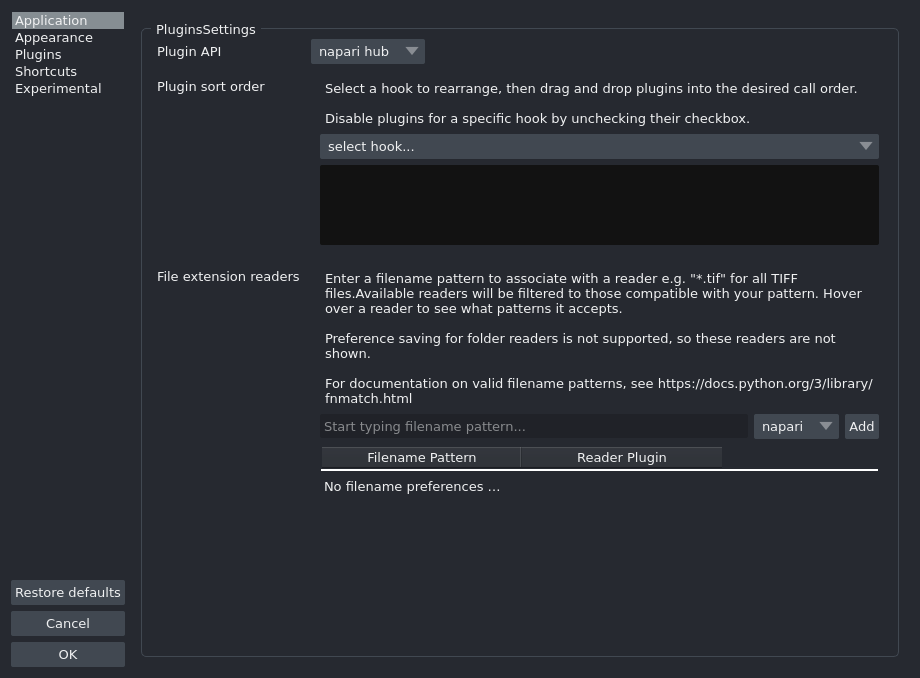 Application
Appearance
Plugins
Shortcuts
Experimental
PluginsSettings
Plugin API
napari hub
Plugin sort order
Select a hook to rearrange, then drag and drop plugins into the desired call order.
Disable plugins for a specific hook by unchecking their checkbox.
select hook...
File extension readers
Enter a filename pattern to associate with a reader e.g. "*.tif" for all TIFF
files.Available readers will be filtered to those compatible with your pattern. Hover
over a reader to see what patterns it accepts.
Preference saving for folder readers is not supported, so these readers are not
shown.
For documentation on valid filename patterns, see https://docs.python.org/3/library/
fnmatch.html
Start typing filename pattern...
napari
Add
Filename Pattern
Reader Plugin
No filename preferences …
Restore defaults
Cancel
OK